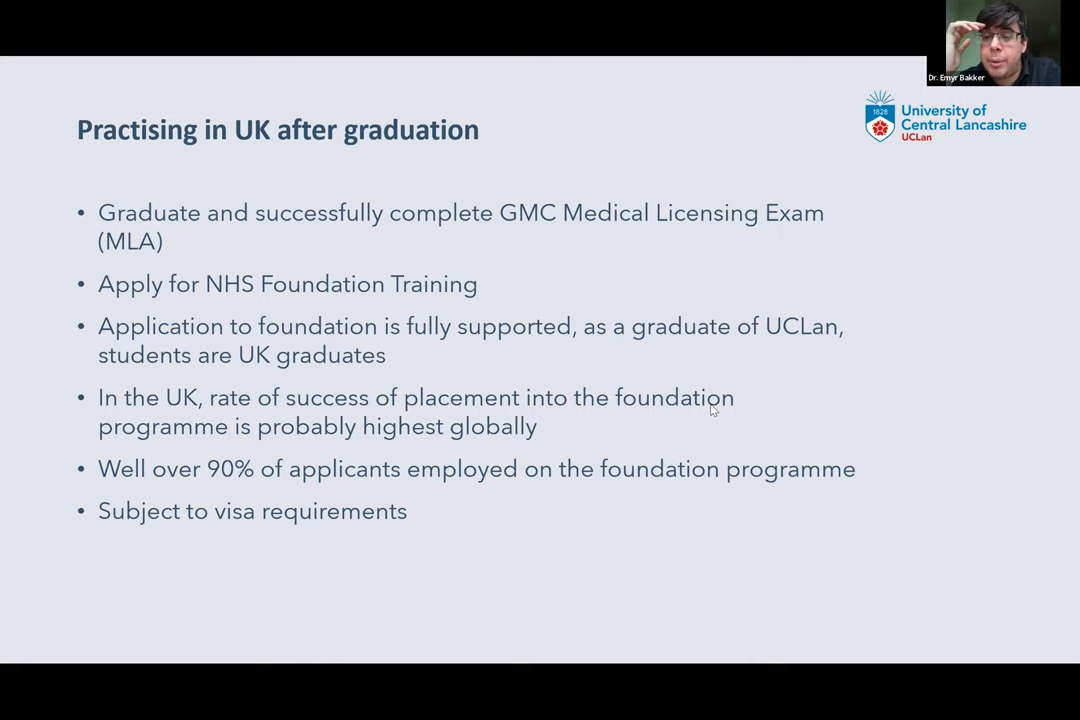 Dr. Emyr Bakker
1828
University of
Central Lancashire
UCLan
Practising in UK after graduation
• Graduate and successfully complete GMC Medical Licensing Exam
(MLA)
• Apply for NHS Foundation Training
• Application to foundation is fully supported, as a graduate of UCLan,
students are UK graduates
• In the UK, rate of success of placement into the foundation
programme is probably highest globally
• Well over 90% of applicants employed on the foundation programme
• Subject to visa requirements